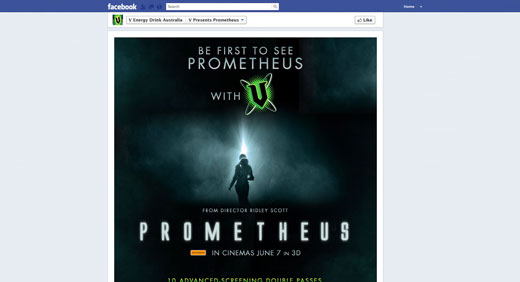 facebook
Search
Home
V Energy Drink Australia
V Presents Prometheus
Like
BE FIRST TO SEE
PROMETHEUS
WITH V
FROM DIRECTOR RIDLEY SCOTT
PROMETHEUS
IN CINEMAS JUNE 7 IN 3D
10 ADVANCED-SCREENING DOUBLE PASSES